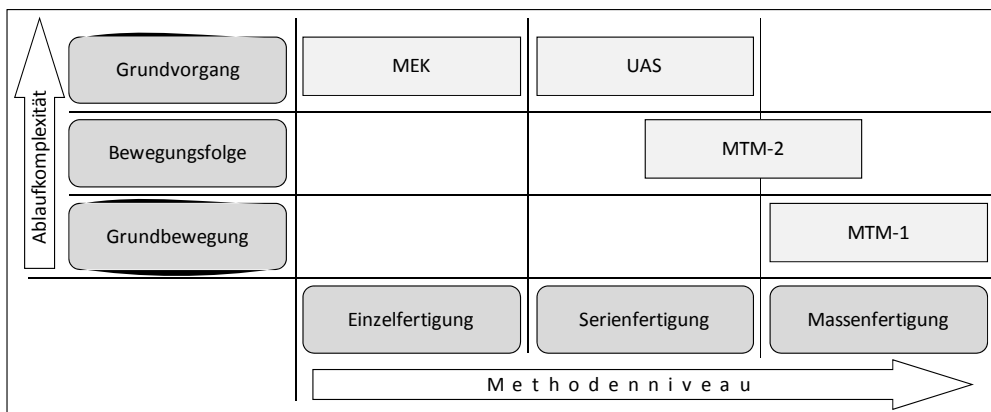 Ablaufkomplexität
Grundvorgang
MEK
UAS
Bewegungsfolge
MTM-2
Grundbewegung
MTM-1
Einzelfertigung
Serienfertigung
Massenfertigung
Methodenniveau